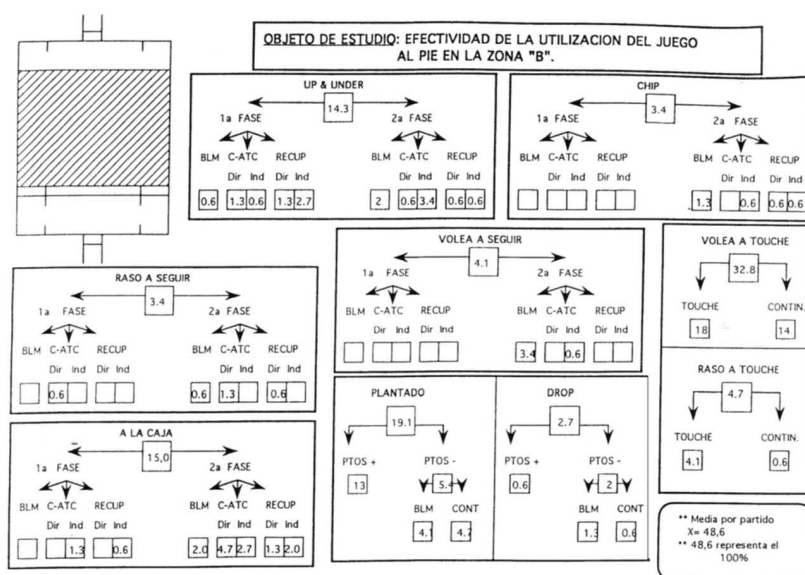 OBJETO DE ESTUDIO: EFECTIVIDAD DE LA UTILIZACION DEL JUEGO
AL PIE EN LA ZONA "B".
UP & UNDER
14.3
1a FASE 2a FASE
BLM C-ATC RECUP BLM C-ATC RECUP
Dir Ind Dir Ind Dir Ind Dir Ind
0.6 1.3 0.6 1.3 2.7 2 0.6 3.4 0.6 0.6
CHIP
3.4
1a FASE 2a FASE
BLM C-ATC RECUP BLM C-ATC RECUP
Dir Ind Dir Ind Dir Ind Dir Ind
1.3 0.6 0.6 0.6
RASO A SEGUIR
3.4
1a FASE 2a FASE
BLM C-ATC RECUP BLM C-ATC RECUP
Dir Ind Dir Ind Dir Ind Dir Ind
0.6 0.6 1.3 0.6
VOLEA A SEGUIR
4.1
1a FASE 2a FASE
BLM C-ATC RECUP BLM C-ATC RECUP
Dir Ind Dir Ind Dir Ind Dir Ind
3.4 0.6
VOLEA A TOUCHE
32.8
TOUCHE CONTIN.
18 14
RASO A TOUCHE
4.7
TOUCHE CONTIN.
4.1 0.6
A LA CAJA
15,0
1a FASE 2a FASE
BLM C-ATC RECUP BLM C-ATC RECUP
Dir Ind Dir Ind Dir Ind Dir Ind
1.3 0.6 2.0 4.7 2.7 1.3 2.0
PLANTADO
19.1
PTOS + PTOS -
13 5.4
BLM CONT
4.1 4.7
DROP
2.7
PTOS + PTOS -
0.6 2
BLM CONT
1.3 0.6
** Media por partido
X= 48,6
** 48,6 representa el
100%